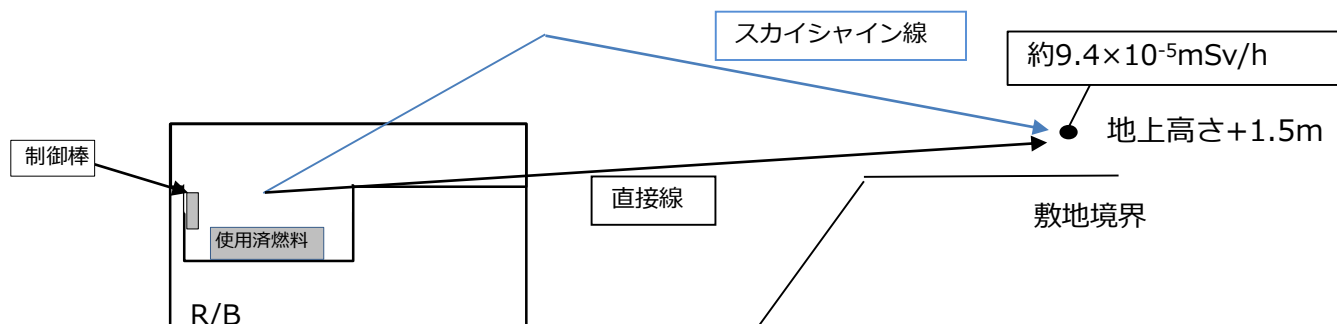 スカイシャイン線
約9.4×10⁻⁵mSv/h
地上高さ+1.5m
制御棒
直接線
敷地境界
使用済燃料
R/B